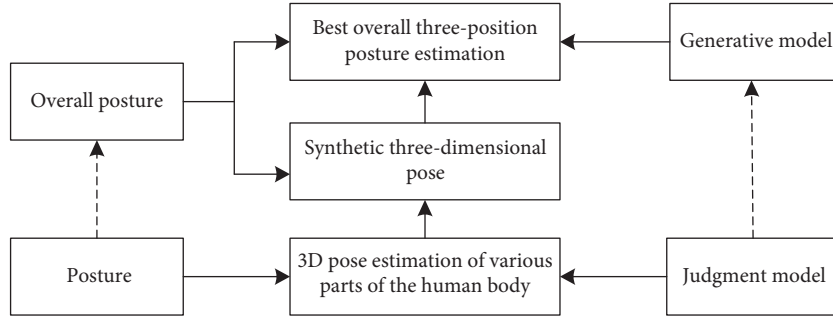 Best overall three-position
posture estimation
Generative model
Overall posture
Synthetic three-dimensional
pose
Posture
3D pose estimation of various
parts of the human body
Judgment model